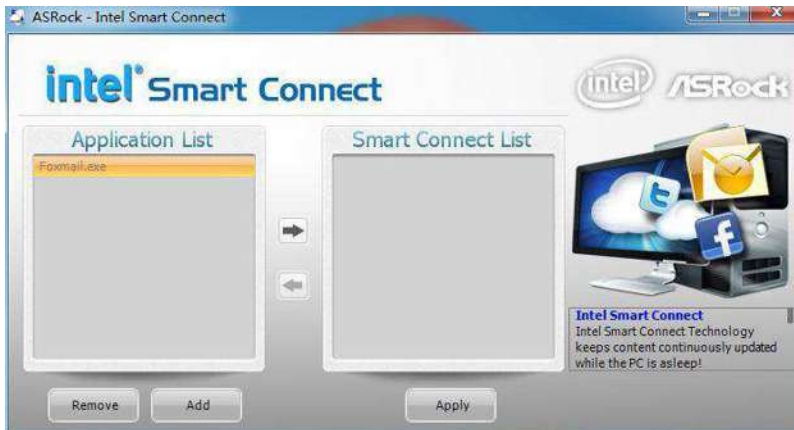 ASRock - Intel Smart Connect
intel Smart Connect
intel ASRock
Application List
Smart Connect List
Foxmail.exe
Intel Smart Connect
Intel Smart Connect Technology
keeps content continuously updated
while the PC is asleep!
Remove
Add
Apply